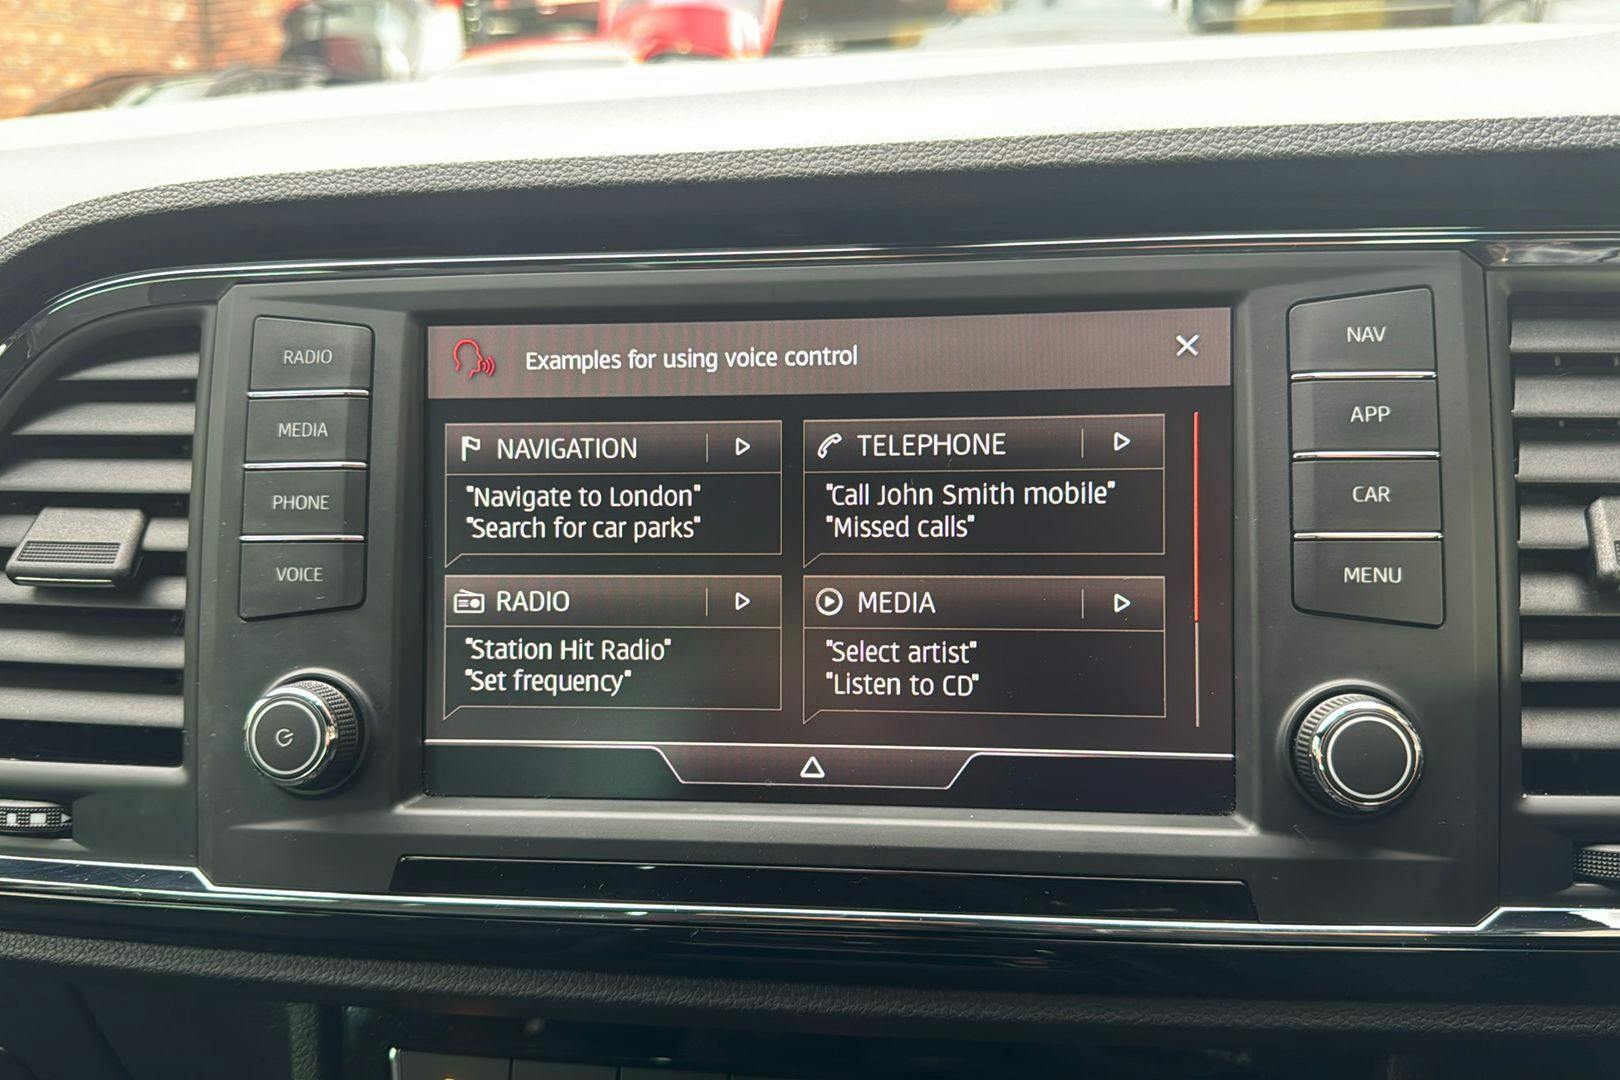 RADIO
MEDIA
PHONE
VOICE
Examples for using voice control
NAVIGATION
"Navigate to London"
"Search for car parks"
TELEPHONE
"Call John Smith mobile"
"Missed calls"
RADIO
"Station Hit Radio"
"Set frequency"
MEDIA
"Select artist"
"Listen to CD"
NAV
APP
CAR
MENU